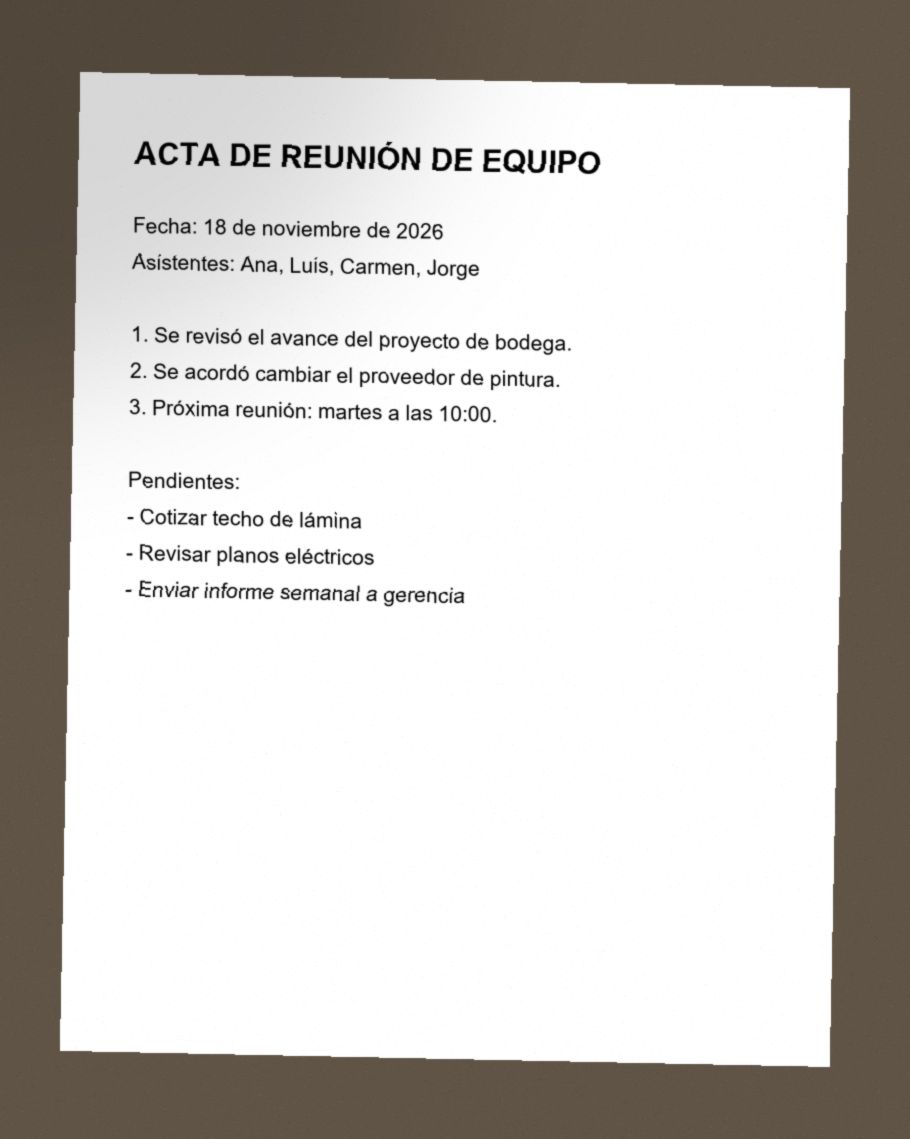 ACTA DE REUNIÓN DE EQUIPO
Fecha: 18 de noviembre de 2026
Asistentes: Ana, Luis, Carmen, Jorge
1. Se revisó el avance del proyecto de bodega.
2. Se acordó cambiar el proveedor de pintura.
3. Próxima reunión: martes a las 10:00.
Pendientes:
- Cotizar techo de lámina
- Revisar planos eléctricos
- Enviar informe semanal a gerencia